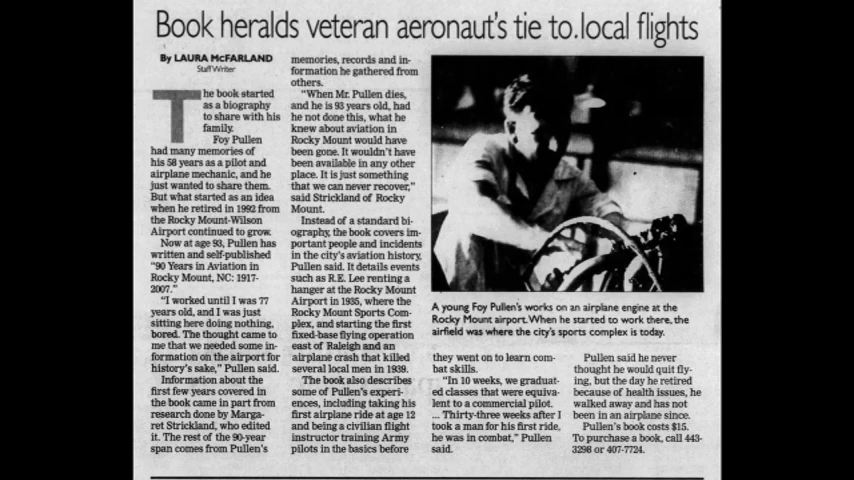 Book heralds veteran aeronaut's tie to.local flights
By LAURA McFARLAND
Staff Writer
The book started
as a biography
to share with his
family.
Foy Pullen
had many memories of
his 58 years as a pilot and
airplane mechanic, and he
just wanted to share them.
But what started as an idea
when he retired in 1992 from
the Rocky Mount-Wilson
Airport continued to grow.
Now at age 93, Pullen has
written and self-published
"90 Years in Aviation in
Rocky Mount, NC: 1917-
2007."
"I worked until I was 77
years old, and I was just
sitting here doing nothing,
bored. The thought came to
me that we needed some in-
formation on the airport for
history's sake," Pullen said.
Information about the
first few years covered in
the book came in part from
research done by Marga-
ret Strickland, who edited
it. The rest of the 90-year
span comes from Pullen's
memories, records and in-
formation he gathered from
others.
"When Mr. Pullen dies,
and he is 93 years old, had
he not done this, what he
knew about aviation in
Rocky Mount would have
been gone. It wouldn't have
been available in any other
place. It is just something
that we can never recover,"
said Strickland of Rocky
Mount.
Instead of a standard bi-
ography, the book covers im-
portant people and incidents
in the city's aviation history,
Pullen said. It details events
such as R.E. Lee renting a
hanger at the Rocky Mount
Airport in 1935, where the
Rocky Mount Sports Com-
plex, and starting the first
fixed-base flying operation
east of Raleigh and an
airplane crash that killed
several local men in 1939.
The book also describes
some of Pullen's experi-
ences, including taking his
first airplane ride at age 12
and being a civilian flight
instructor training Army
pilots in the basics before
A young Foy Pullen's works on an airplane engine at the
Rocky Mount airport. When he started to work there, the
airfield was where the city's sports complex is today.
they went on to learn com-
bat skills.
"In 10 weeks, we graduat-
ed classes that were equiva-
lent to a commercial pilot.
... Thirty-three weeks after I
took a man for his first ride,
he was in combat," Pullen
said.
Pullen said he never
thought he would quit fly-
ing, but the day he retired
because of health issues, he
walked away and has not
been in an airplane since.
Pullen's book costs $15.
To purchase a book, call 443-
3298 or 407-7724.